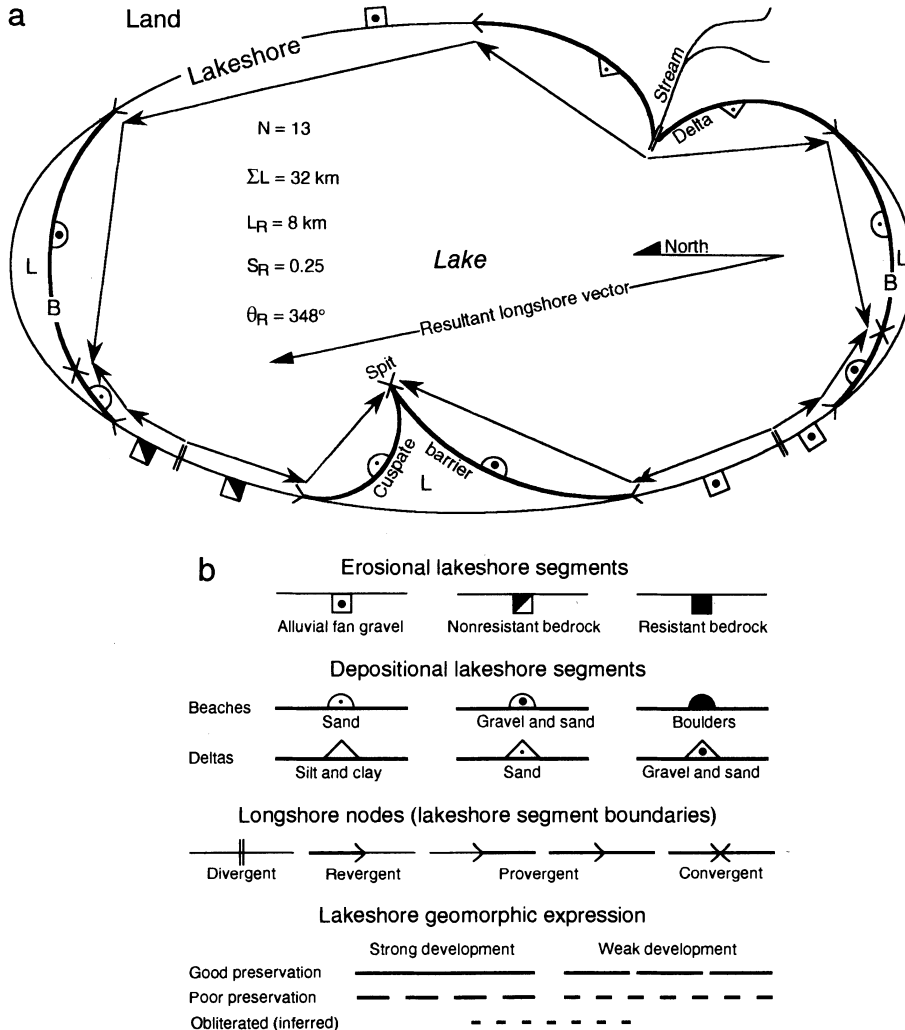 a
Land
Lakeshore
Stream
Delta
N = 13
ΣL = 32 km
L_R = 8 km
S_R = 0.25
θ_R = 348°
Lake
North
Resultant longshore vector
L
B
L
B
Spit
Cuspate
barrier
L
b
Erosional lakeshore segments
Alluvial fan gravel Nonresistant bedrock Resistant bedrock
Depositional lakeshore segments
Beaches
Sand Gravel and sand Boulders
Deltas
Silt and clay Sand Gravel and sand
Longshore nodes (lakeshore segment boundaries)
Divergent Revergent Provergent Convergent
Lakeshore geomorphic expression
Strong development Weak development
Good preservation
Poor preservation
Obliterated (inferred)